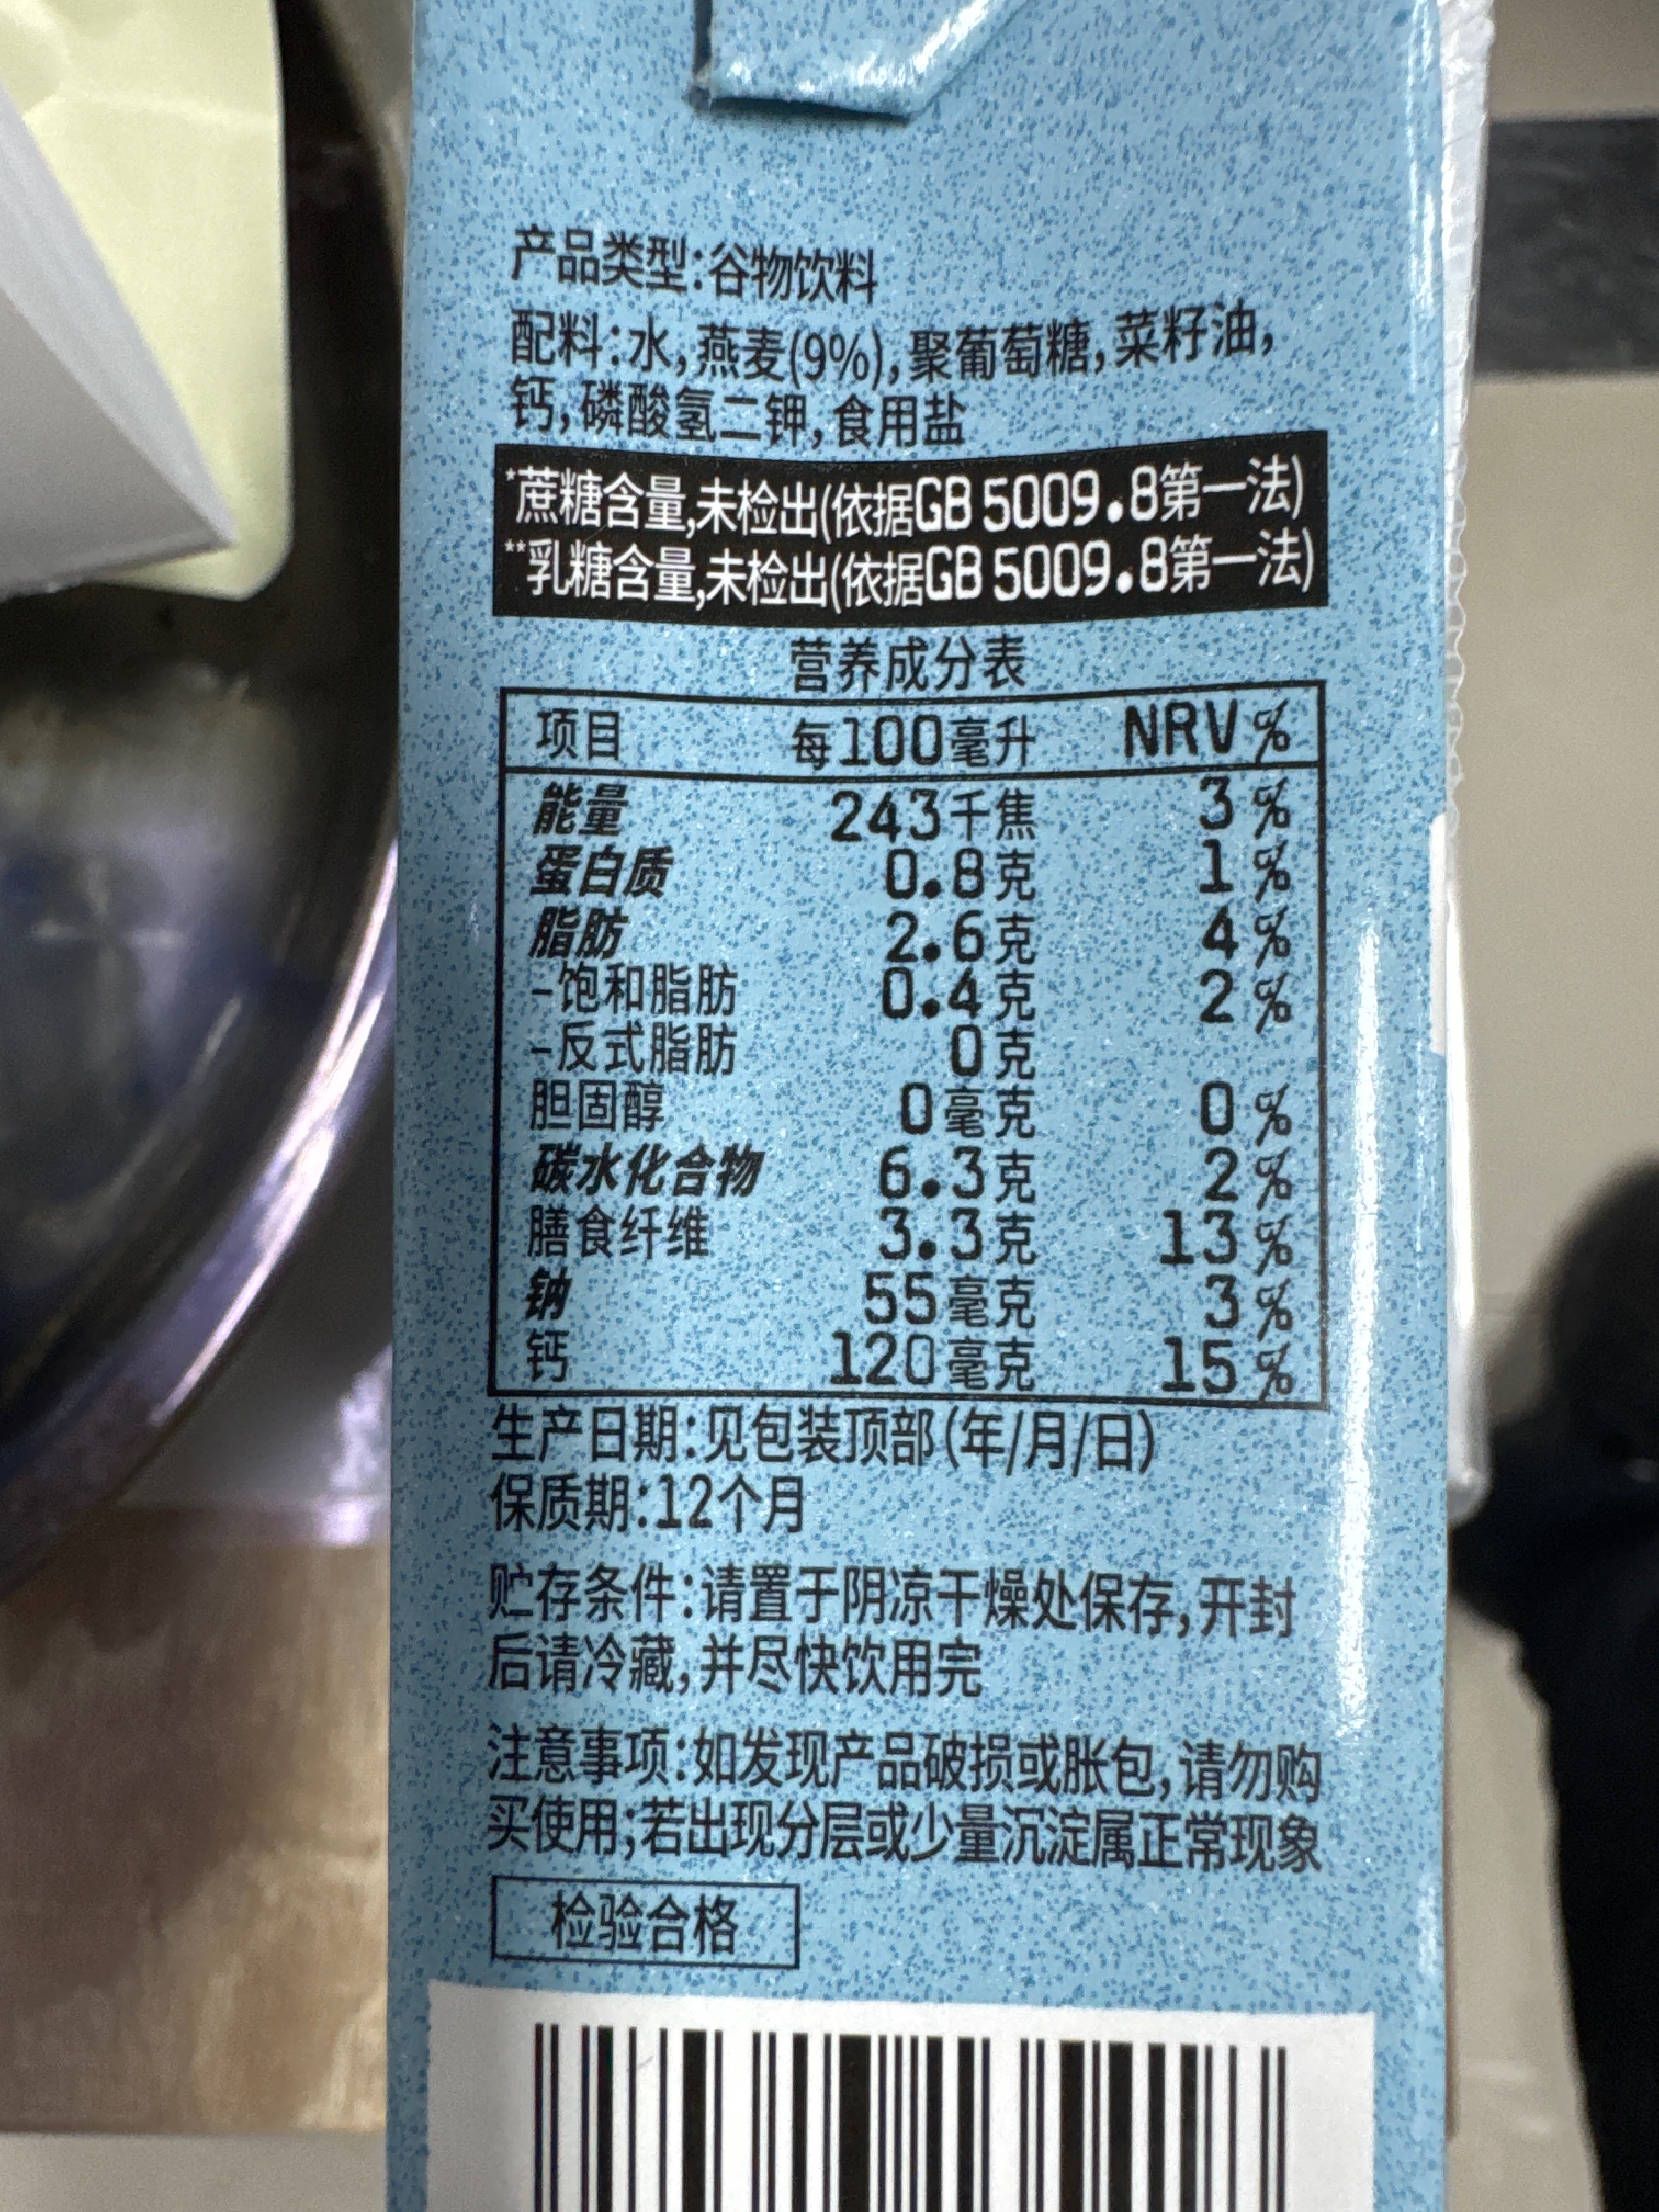 产品类型:谷物饮料
配料:水,燕麦(9%),聚葡萄糖,菜籽油,
钙,磷酸氢二钾,食用盐
*蔗糖含量,未检出(依据GB 5009.8第一法)
**乳糖含量,未检出(依据GB 5009.8第一法)
营养成分表
项目 每100毫升 NRV%
能量 243千焦 3%
蛋白质 0.8克 1%
脂肪 2.6克 4%
-饱和脂肪 0.4克 2%
-反式脂肪 0克
胆固醇 0毫克 0%
碳水化合物 6.3克 2%
膳食纤维 3.3克 13%
钠 55毫克 3%
钙 120毫克 15%
生产日期:见包装顶部(年/月/日)
保质期:12个月
贮存条件:请置于阴凉干燥处保存,开封
后请冷藏,并尽快饮用完
注意事项:如发现产品破损或胀包,请勿购
买使用;若出现分层或少量沉淀属正常现象
检验合格